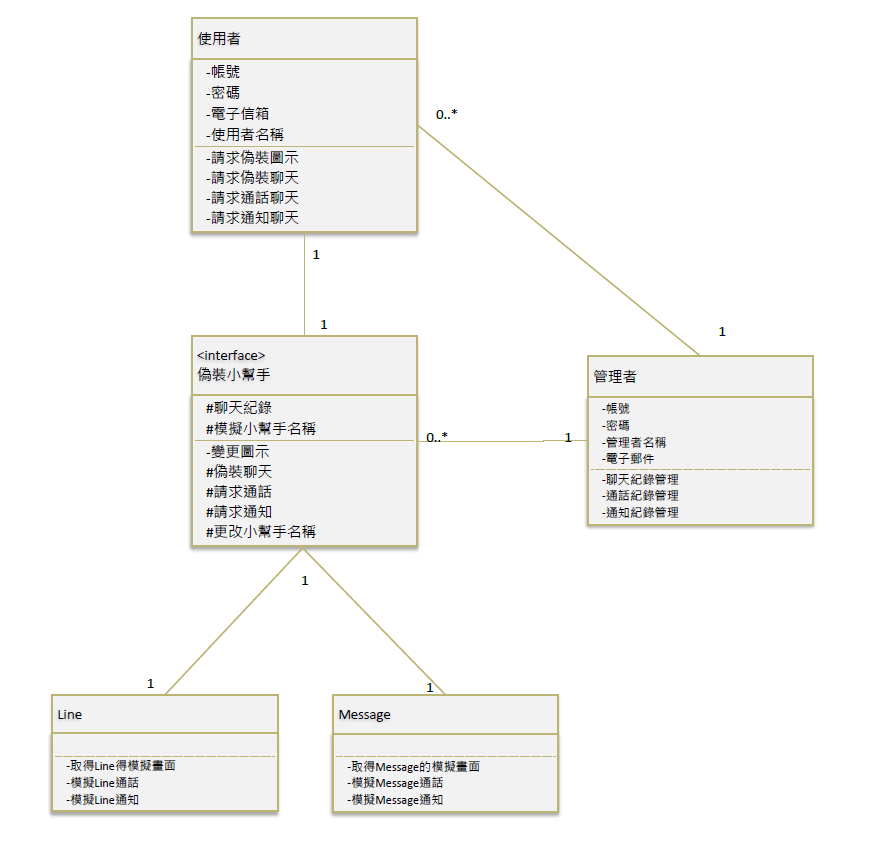 使用者
-帳號
-密碼
-電子信箱
-使用者名稱
-請求偽裝圖示
-請求偽裝聊天
-請求通話聊天
-請求通知聊天
0..*
1
1
1
<interface>
偽裝小幫手
#聊天紀錄
#模擬小幫手名稱
-變更圖示
#偽裝聊天
#請求通話
#請求通知
#更改小幫手名稱
0..*
1
管理者
-帳號
-密碼
-管理者名稱
-電子郵件
-聊天紀錄管理
-通話紀錄管理
-通知紀錄管理
1
1
1
Line
-取得Line得模擬畫面
-模擬Line通話
-模擬Line通知
Message
-取得Message的模擬畫面
-模擬Message通話
-模擬Message通知